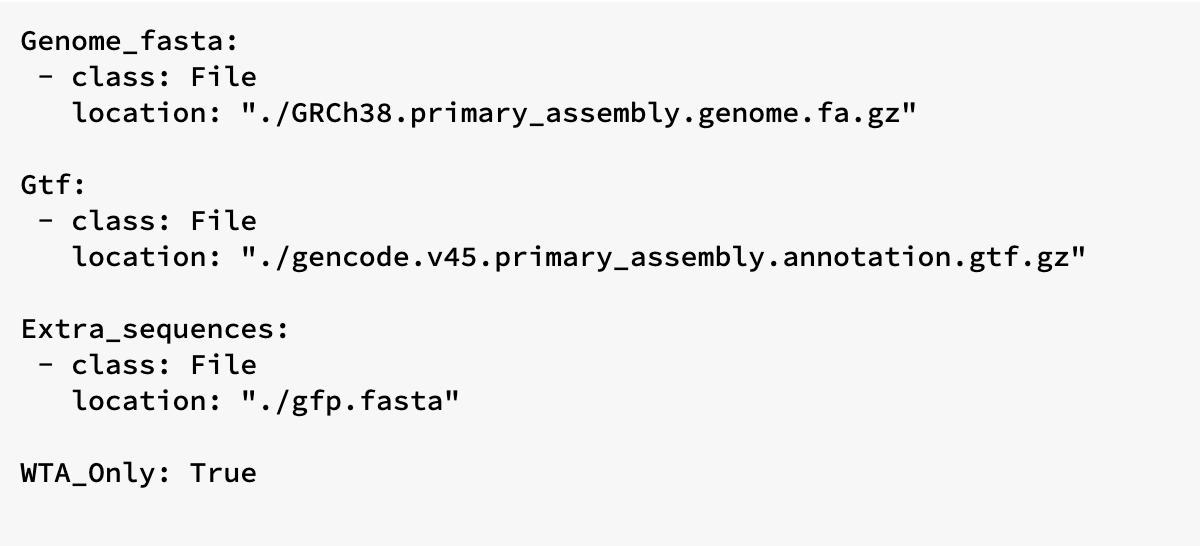 Genome_fasta:
 - class: File
   location: "./GRCh38.primary_assembly.genome.fa.gz"

Gtf:
 - class: File
   location: "./gencode.v45.primary_assembly.annotation.gtf.gz"

Extra_sequences:
 - class: File
   location: "./gfp.fasta"

WTA_Only: True